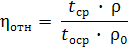 η_отн = (t_ср · ρ) / (t_оср · ρ_0)